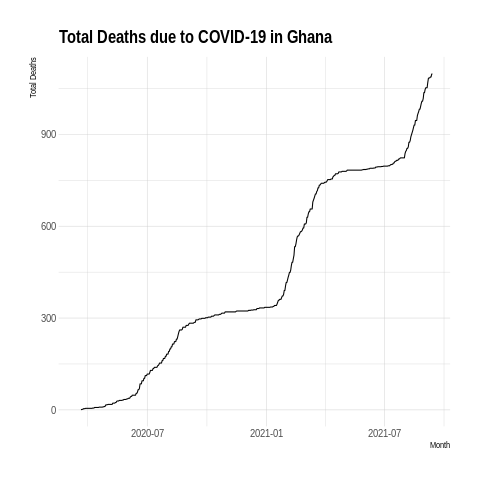 Total Deaths due to COVID-19 in Ghana
Total Deaths
900
600
300
0
2020-07
2021-01
2021-07
Month